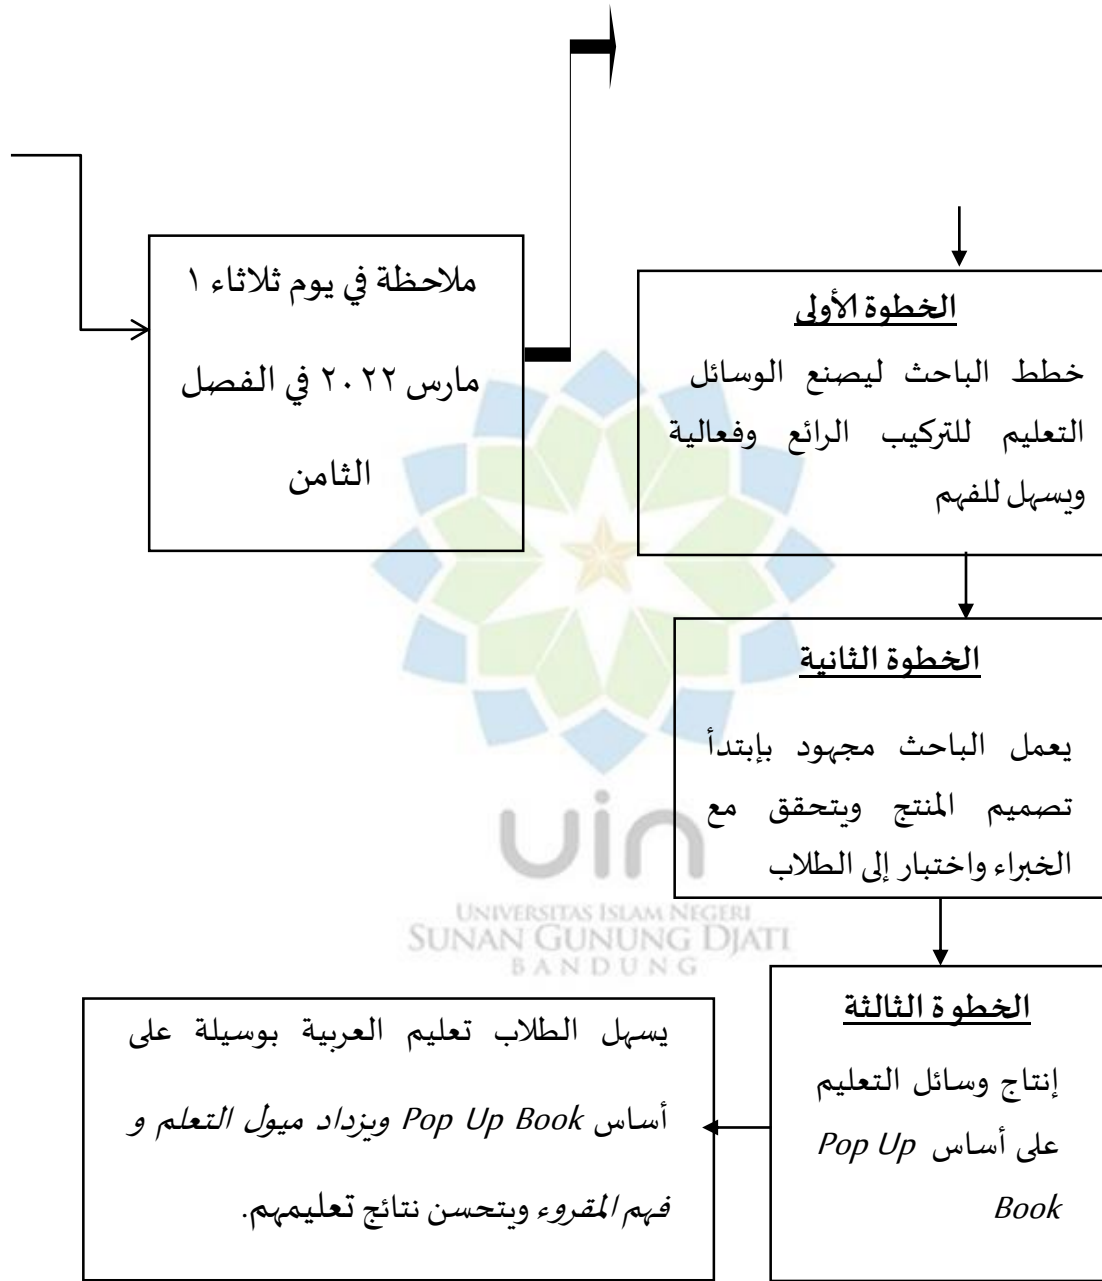 ملاحظة في يوم ثلاثاء ١
مارس ٢٠٢٢ في الفصل
الثامن
الخطوة الأولى
خطط الباحث ليصنع الوسائل
التعليم للتركيب الرائع وفعالية
ويسهل للفهم
الخطوة الثانية
يعمل الباحث مجهود بإبتدأ
تصميم المنتج ويتحقق مع
الخبراء واختبار إلى الطلاب
uin
UNIVERSITAS ISLAM NEGERI
SUNAN GUNUNG DJATI
BANDUNG
الخطوة الثالثة
إنتاج وسائل التعليم
على أساس Pop Up
Book
يسهل الطلاب تعليم العربية بوسيلة على
أساس Pop Up Book ويزداد ميول التعلم و
فهم المقروء ويتحسن نتائج تعليمهم.